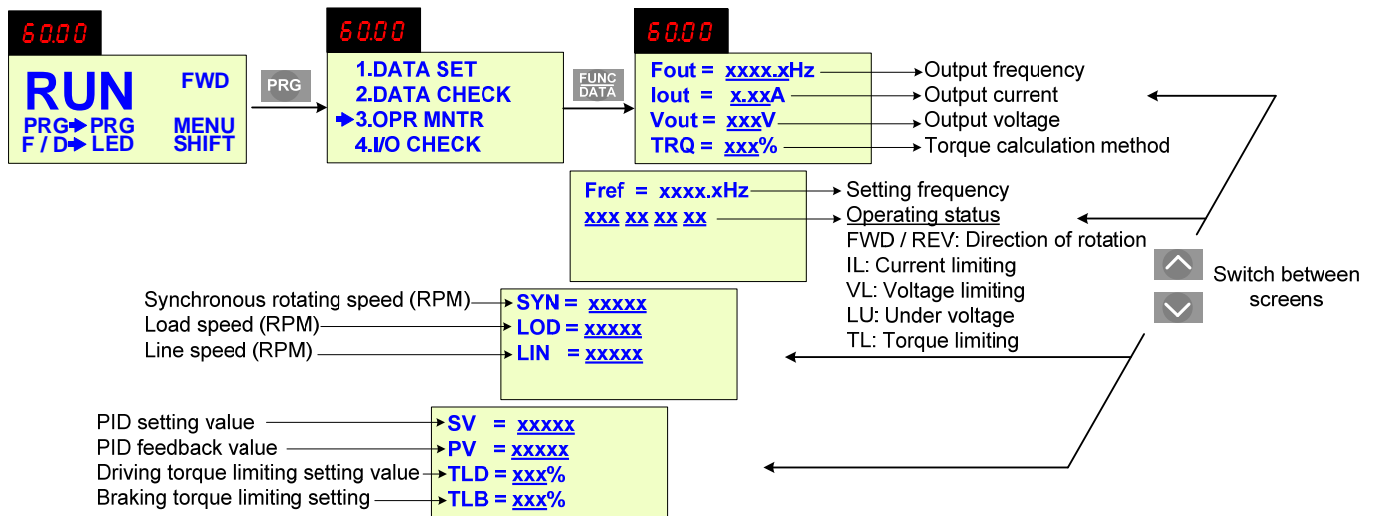 60.00
RUN FWD
PRG➔PRG MENU
F / D➔LED SHIFT
PRG
60.00
1.DATA SET
2.DATA CHECK
➔3.OPR MNTR
4.I/O CHECK
FUNC
DATA
60.00
Fout = xxxx.xHz Output frequency
Iout = x.xxA Output current
Vout = xxxV Output voltage
TRQ = xxx% Torque calculation method
Fref = xxxx.xHz Setting frequency
xxx xx xx xx Operating status
FWD / REV: Direction of rotation
IL: Current limiting
VL: Voltage limiting
LU: Under voltage
TL: Torque limiting
Switch between
screens
Synchronous rotating speed (RPM) SYN = xxxxx
Load speed (RPM) LOD = xxxxx
Line speed (RPM) LIN = xxxxx
PID setting value SV = xxxxx
PID feedback value PV = xxxxx
Driving torque limiting setting value TLD = xxx%
Braking torque limiting setting TLB = xxx%